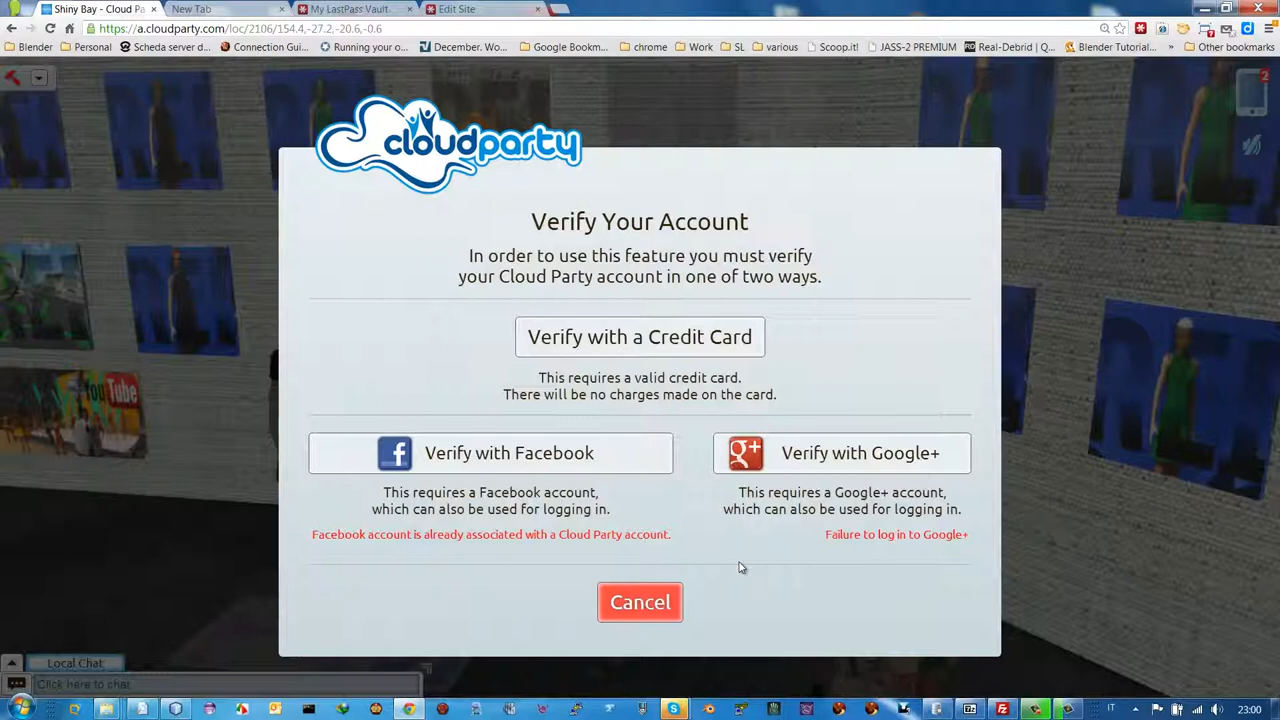 Shiny Bay - Cloud Pa
New Tab
My LastPass Vault
Edit Site
https://a.cloudparty.com/loc/2106/154.4,-27.2,-20.6,-0.6
Blender
Personal
Scheda server d...
Connection Gui...
Running your o...
December. Wo...
Google Bookm...
chrome
Work
SL
various
Scoop.it!
JASS-2 PREMIUM
Real-Debrid | Q...
Blender Tutorial...
Other bookmarks
2
cloudparty
Verify Your Account
In order to use this feature you must verify
your Cloud Party account in one of two ways.
Verify with a Credit Card
This requires a valid credit card.
There will be no charges made on the card.
You Tube
f Verify with Facebook
g+ Verify with Google+
This requires a Facebook account,
which can also be used for logging in.
This requires a Google+ account,
which can also be used for logging in.
Facebook account is already associated with a Cloud Party account.
Failure to log in to Google+
Cancel
Local Chat
Click here to chat
IT
23:00